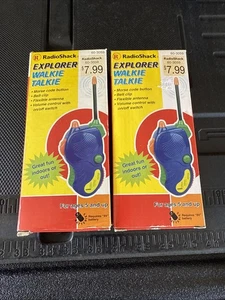 RadioShack
EXPLORER
WALKIE
TALKIE
• Morse code button
• Belt clip
• Flexible antenna
• Volume control with
on/off switch
RadioShack
$7.99
Great fun
indoors or
out!
For ages 5 and up
RadioShack
EXPLORER
WALKIE
TALKIE
• Morse code button
• Belt clip
• Flexible antenna
• Volume control with
on/off switch
RadioShack
$7.99
Great fun
indoors or
out!
For ages 5 and up